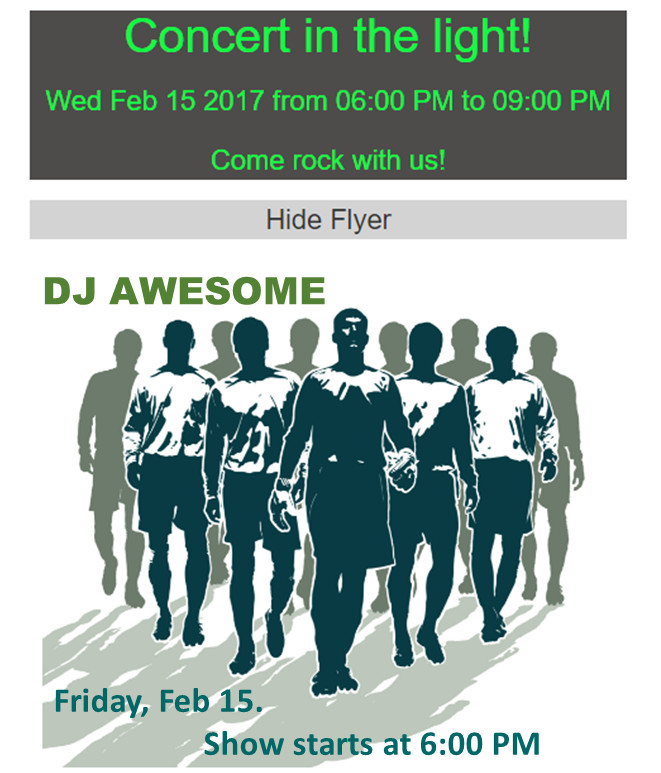 Concert in the light!
Wed Feb 15 2017 from 06:00 PM to 09:00 PM
Come rock with us!
Hide Flyer
DJ AWESOME
Friday, Feb 15.
Show starts at 6:00 PM